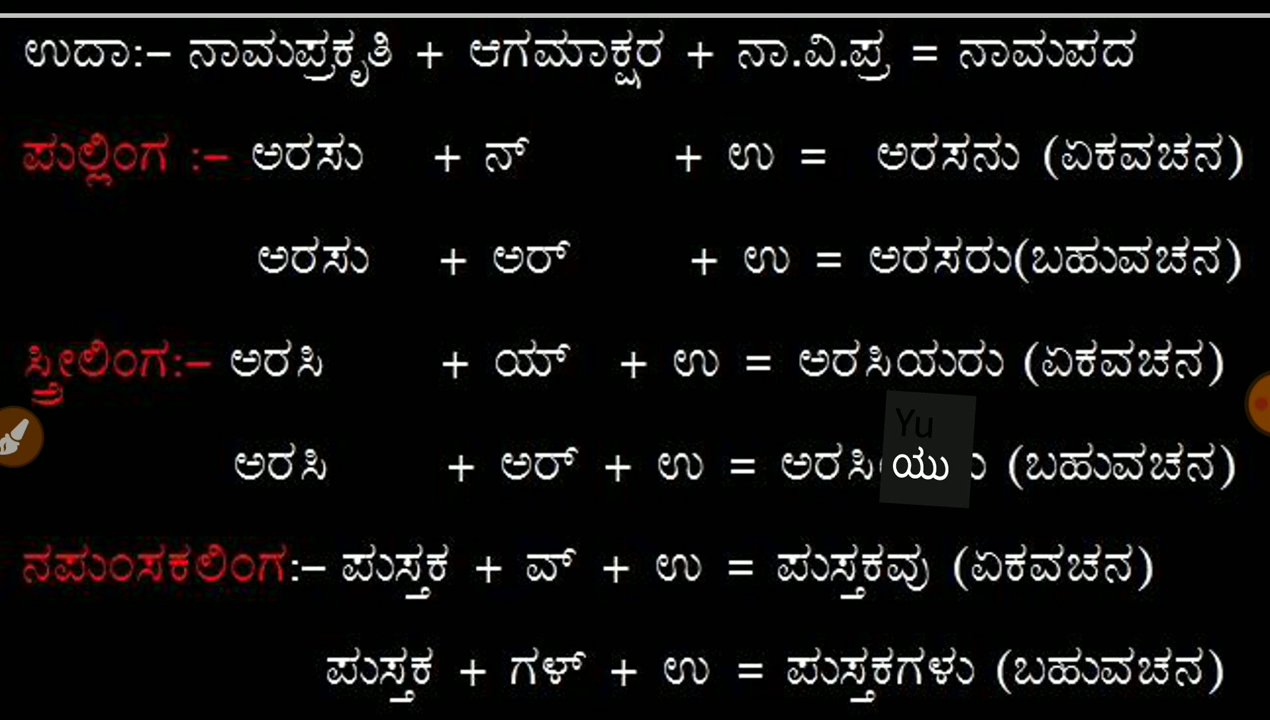 ಉದಾ:– ನಾಮಪ್ರಕೃತಿ + ಆಗಮಾಕ್ಷರ + ನಾ.ವಿ.ಪ್ರ = ನಾಮಪದ
ಪುಲ್ಲಿಂಗ :– ಅರಸು + ನ್ + ಉ = ಅರಸನು (ಏಕವಚನ)
ಅರಸು + ಅರ್ + ಉ = ಅರಸರು(ಬಹುವಚನ)
ಸ್ತ್ರೀಲಿಂಗ:– ಅರಸಿ + ಯ್ + ಉ = ಅರಸಿಯರು (ಏಕವಚನ)
Yu
ಅರಸಿ + ಅರ್ + ಉ = ಯು (ಬಹುವಚನ)
ನಪುಂಸಕಲಿಂಗ:– ಪುಸ್ತಕ + ವ್ + ಉ = ಪುಸ್ತಕವು (ಏಕವಚನ)
ಪುಸ್ತಕ + ಗಳ್ + ಉ = ಪುಸ್ತಕಗಳು (ಬಹುವಚನ)